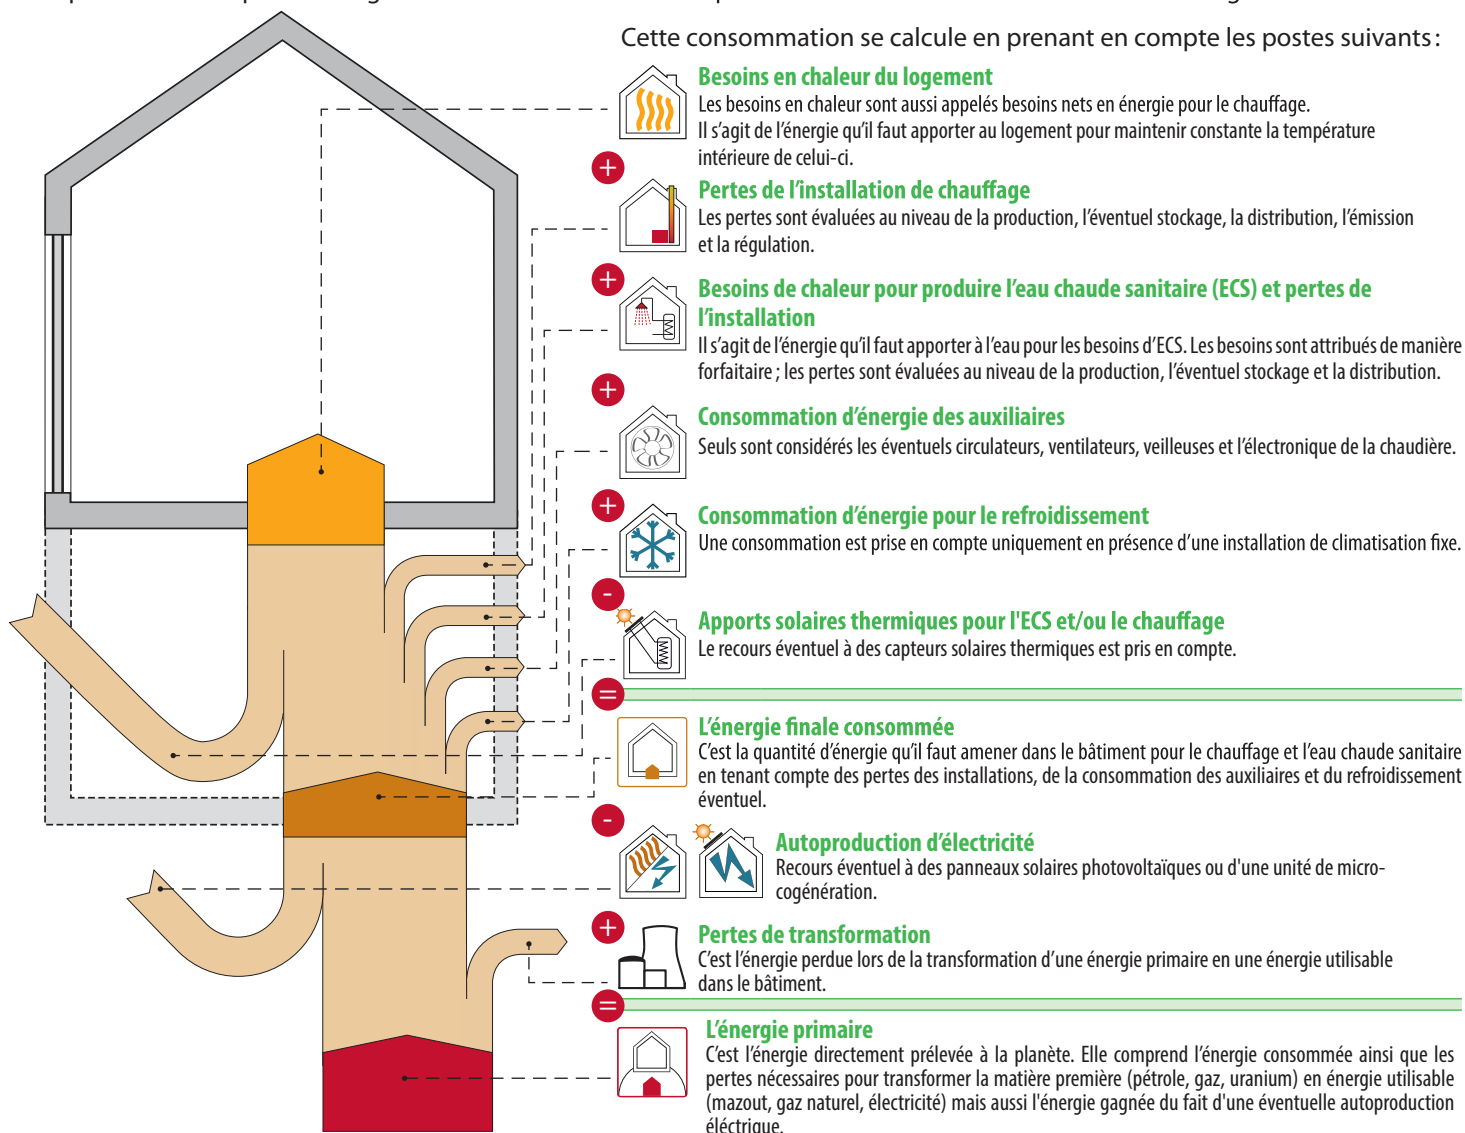 Cette consommation se calcule en prenant en compte les postes suivants :
Besoins en chaleur du logement
Les besoins en chaleur sont aussi appelés besoins nets en énergie pour le chauffage.
Il s'agit de l'énergie qu'il faut apporter au logement pour maintenir constante la température
intérieure de celui-ci.
+
Pertes de l'installation de chauffage
Les pertes sont évaluées au niveau de la production, l'éventuel stockage, la distribution, l'émission
et la régulation.
+
Besoins de chaleur pour produire l'eau chaude sanitaire (ECS) et pertes de
l'installation
Il s'agit de l'énergie qu'il faut apporter à l'eau pour les besoins d'ECS. Les besoins sont attribués de manière
forfaitaire ; les pertes sont évaluées au niveau de la production, l'éventuel stockage et la distribution.
+
Consommation d'énergie des auxiliaires
Seuls sont considérés les éventuels circulateurs, ventilateurs, veilleuses et l'électronique de la chaudière.
+
Consommation d'énergie pour le refroidissement
Une consommation est prise en compte uniquement en présence d'une installation de climatisation fixe.
-
Apports solaires thermiques pour l'ECS et/ou le chauffage
Le recours éventuel à des capteurs solaires thermiques est pris en compte.
=
L'énergie finale consommée
C'est la quantité d'énergie qu'il faut amener dans le bâtiment pour le chauffage et l'eau chaude sanitaire
en tenant compte des pertes des installations, de la consommation des auxiliaires et du refroidissement
éventuel.
-
Autoproduction d'électricité
Recours éventuel à des panneaux solaires photovoltaïques ou d'une unité de micro-
cogénération.
+
Pertes de transformation
C'est l'énergie perdue lors de la transformation d'une énergie primaire en une énergie utilisable
dans le bâtiment.
=
L'énergie primaire
C'est l'énergie directement prélevée à la planète. Elle comprend l'énergie consommée ainsi que les
pertes nécessaires pour transformer la matière première (pétrole, gaz, uranium) en énergie utilisable
(mazout, gaz naturel, électricité) mais aussi l'énergie gagnée du fait d'une éventuelle autoproduction
éléctrique.